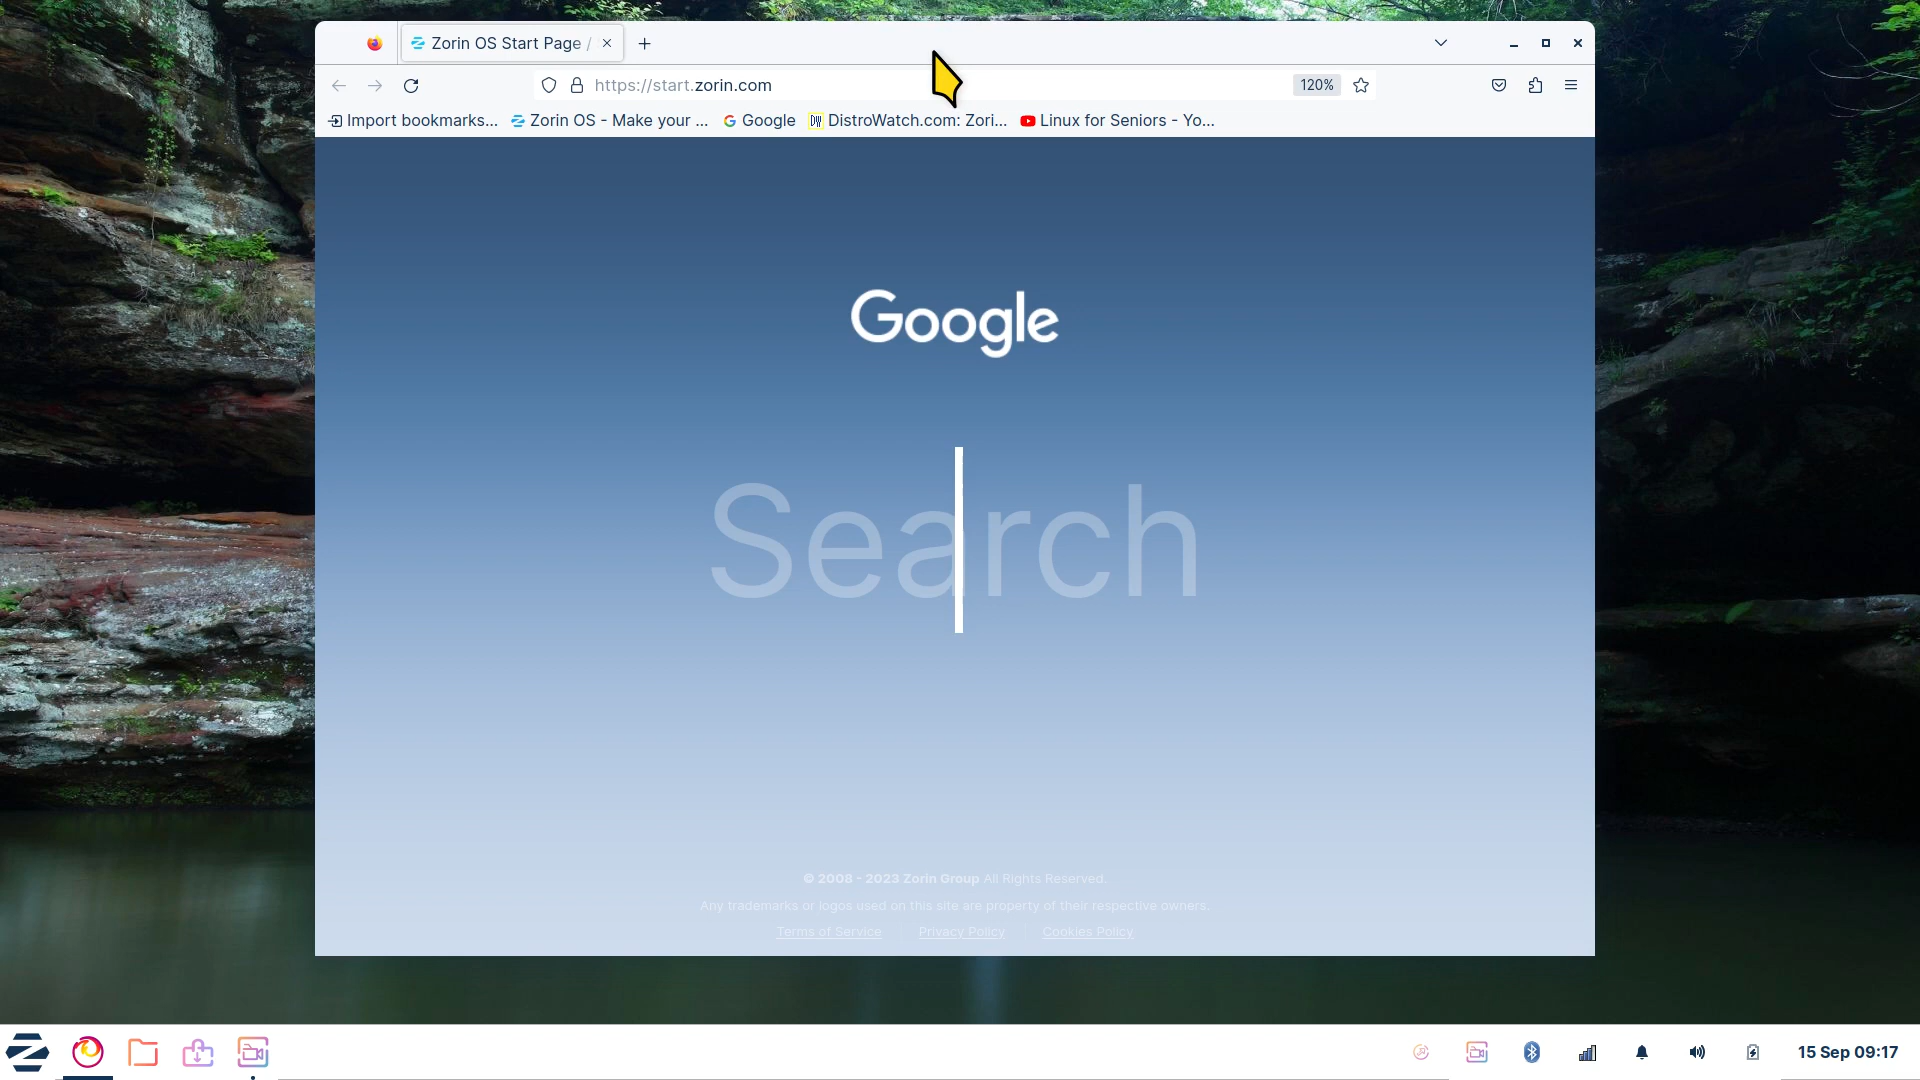 Zorin OS Start Page /
https://start.zorin.com
120%
Import bookmarks...
Zorin OS - Make your ...
Google
DistroWatch.com: Zori...
Linux for Seniors - Yo...
Google
Search
© 2008 - 2023 Zorin Group All Rights Reserved.
Any trademarks or logos used on this site are property of their respective owners.
Terms of Service
Privacy Policy
Cookies Policy
15 Sep 09:17